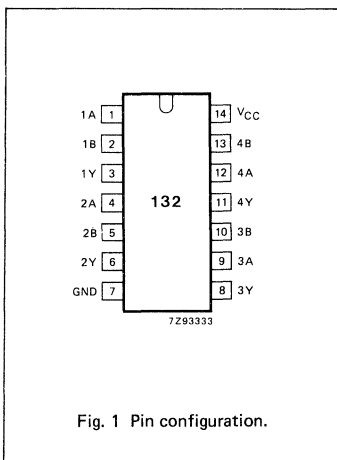 1A 1 14 VCC
1B 2 13 4B
1Y 3 12 4A
2A 4 132 11 4Y
2B 5 10 3B
2Y 6 9 3A
GND 7 8 3Y
7Z93333
Fig. 1 Pin configuration.